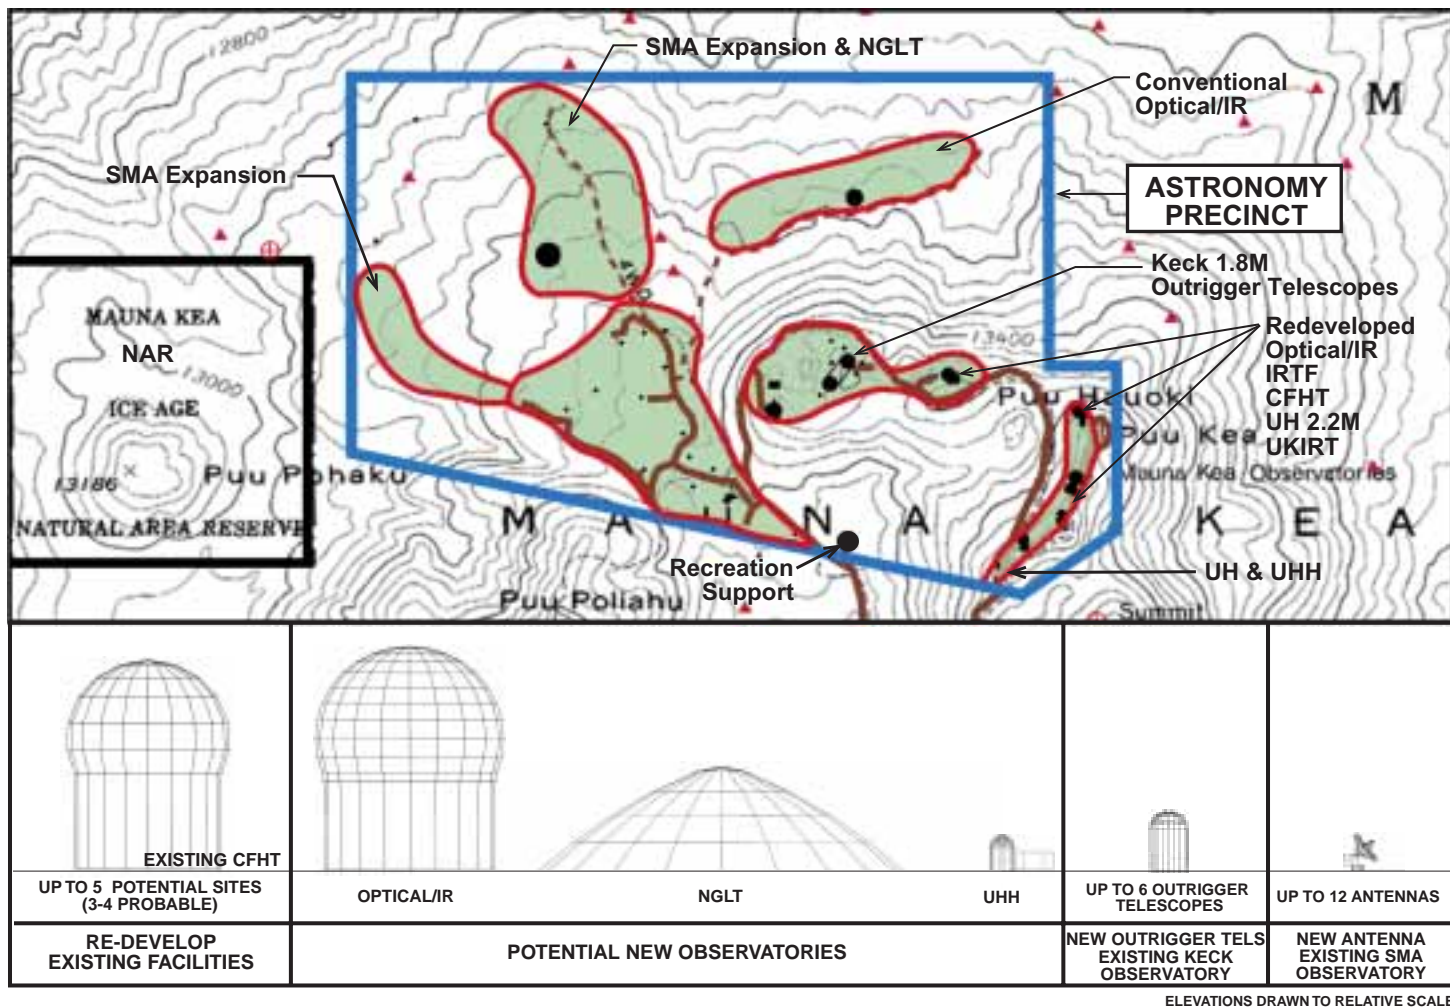 12800
SMA Expansion & NGLT
Conventional
Optical/IR
M
SMA Expansion
ASTRONOMY
PRECINCT
Keck 1.8M
Outrigger Telescopes
MAUNA KEA
NAR
13000
ICE AGE
13186
Puu Pohaku
NATURAL AREA RESERVE
13400
Redeveloped
Optical/IR
IRTF
CFHT
UH 2.2M
UKIRT
Puu Hauoki
Puu Kea
Mauna Kea Observatories
M A U N A K E A
Recreation
Support
UH & UHH
Puu Poliahu
Summit
EXISTING CFHT
UP TO 5 POTENTIAL SITES
(3-4 PROBABLE)
OPTICAL/IR
NGLT
UHH
UP TO 6 OUTRIGGER
TELESCOPES
UP TO 12 ANTENNAS
RE-DEVELOP
EXISTING FACILITIES
POTENTIAL NEW OBSERVATORIES
NEW OUTRIGGER TELS
EXISTING KECK
OBSERVATORY
NEW ANTENNA
EXISTING SMA
OBSERVATORY
ELEVATIONS DRAWN TO RELATIVE SCALE